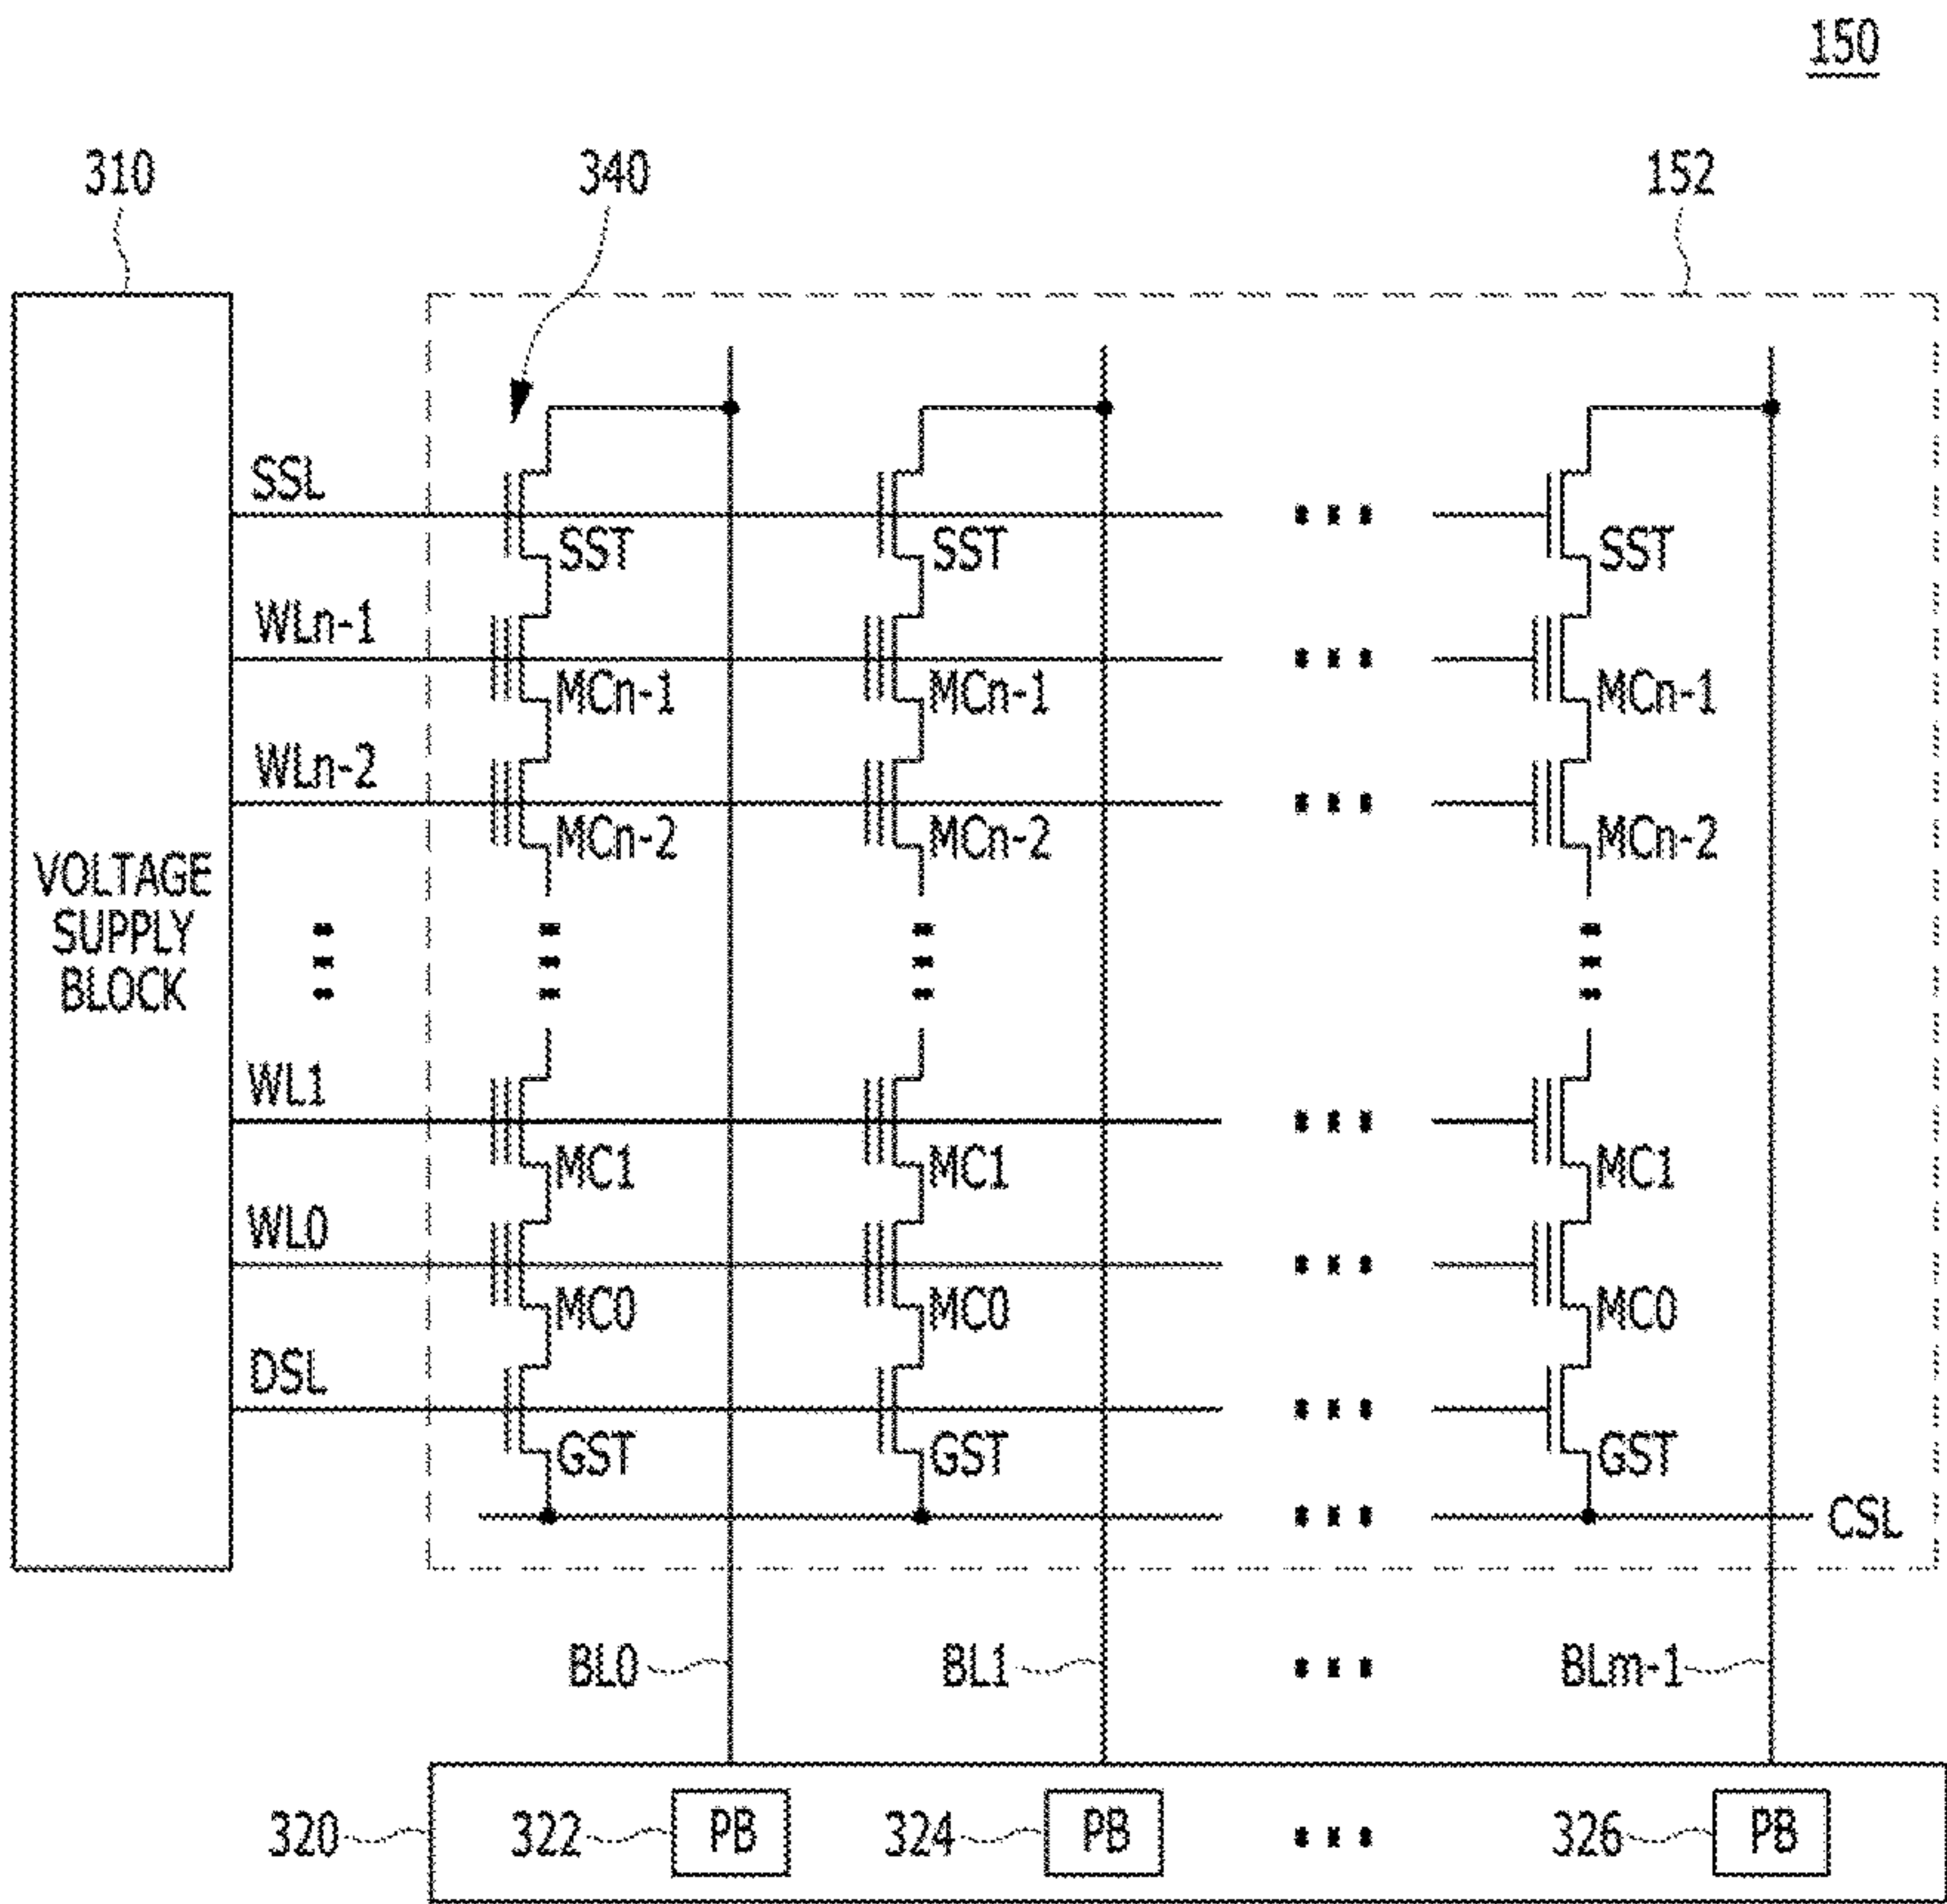 150
310
340
152
SSL
SST
SST
SST
WLn-1
MCn-1
MCn-1
MCn-1
WLn-2
MCn-2
MCn-2
MCn-2
VOLTAGE
SUPPLY
BLOCK
WL1
MC1
MC1
MC1
WL0
MC0
MC0
MC0
DSL
GST
GST
GST
CSL
BL0
BL1
BLm-1
320
322
PB
324
PB
326
PB